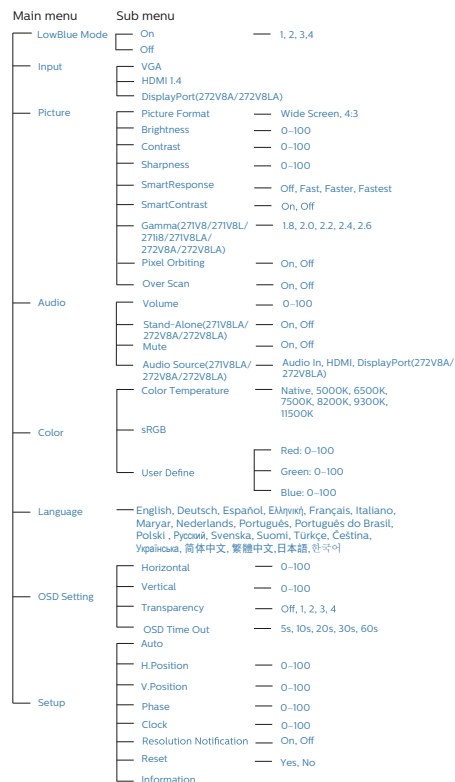 Main menu Sub menu
LowBlue Mode On 1, 2, 3,4
Off
Input VGA
HDMI 1.4
DisplayPort(272V8A/272V8LA)
Picture Picture Format Wide Screen, 4:3
Brightness 0-100
Contrast 0-100
Sharpness 0-100
SmartResponse Off, Fast, Faster, Fastest
SmartContrast On, Off
Gamma(271V8/271V8L/ 1.8, 2.0, 2.2, 2.4, 2.6
271i8/271V8LA/
272V8A/272V8LA)
Pixel Orbiting On, Off
Over Scan On, Off
Audio Volume 0-100
Stand-Alone(271V8LA/ On, Off
272V8A/272V8LA)
Mute On, Off
Audio Source(271V8LA/ Audio In, HDMI, DisplayPort(272V8A/
272V8A/272V8LA) 272V8LA)
Color Temperature Native, 5000K, 6500K,
7500K, 8200K, 9300K,
11500K
Color sRGB
Red: 0-100
User Define Green: 0-100
Blue: 0-100
Language English, Deutsch, Español, Ελληνική, Français, Italiano,
Maryar, Nederlands, Português, Português do Brasil,
Polski , Русский, Svenska, Suomi, Türkçe, Čeština,
Українська, 简体中文, 繁體中文,日本語,한국어
Horizontal 0-100
Vertical 0-100
OSD Setting Transparency Off, 1, 2, 3, 4
OSD Time Out 5s, 10s, 20s, 30s, 60s
Auto
H.Position 0-100
V.Position 0-100
Setup Phase 0-100
Clock 0-100
Resolution Notification On, Off
Reset Yes, No
Information